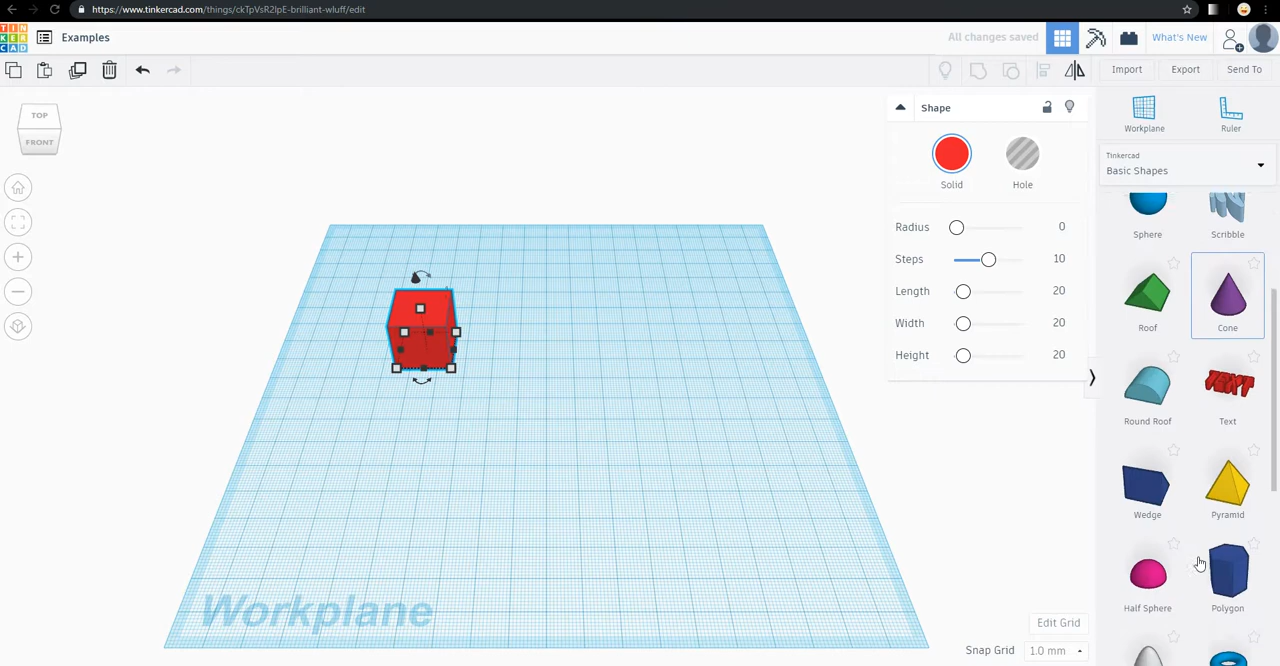 https://www.tinkercad.com/things/ckTpVsR2lpE-brilliant-wluff/edit
TIN
KER
CAD
Examples
All changes saved
What's New
Import
Export
Send To
TOP
FRONT
Shape
Solid
Hole
Radius 0
Steps 10
Length 20
Width 20
Height 20
Workplane
Ruler
Tinkercad
Basic Shapes
Sphere
Scribble
Roof
Cone
TEXT
Round Roof
Text
Wedge
Pyramid
Half Sphere
Polygon
Workplane
Edit Grid
Snap Grid 1.0 mm